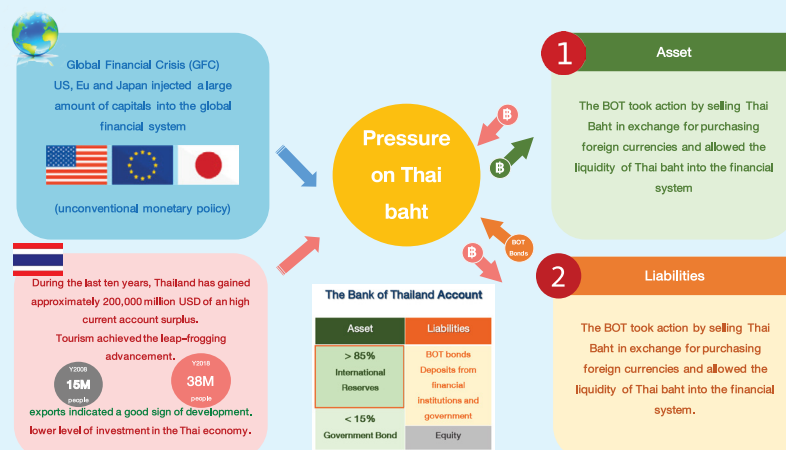 Global Financial Crisis (GFC)
US, Eu and Japan injected a large
amount of capitals into the global
financial system
(unconventional monetary policy)
During the last ten years, Thailand has gained
approximately 200,000 million USD of an high
current account surplus.
Tourism achieved the leap-frogging
advancement.
Y2008
15M
people
Y2018
38M
people
exports indicated a good sign of development.
lower level of investment in the Thai economy.
Pressure
on Thai
baht
฿
฿
฿
BOT
Bonds
The Bank of Thailand Account
Asset
Liabilities
> 85%
International
Reserves
BOT bonds
Deposits from
financial
institutions and
government
< 15%
Government Bond
Equity
1
Asset
The BOT took action by selling Thai
Baht in exchange for purchasing
foreign currencies and allowed the
liquidity of Thai baht into the financial
system
2
Liabilities
The BOT took action by selling Thai
Baht in exchange for purchasing
foreign currencies and allowed the
liquidity of Thai baht into the financial
system.